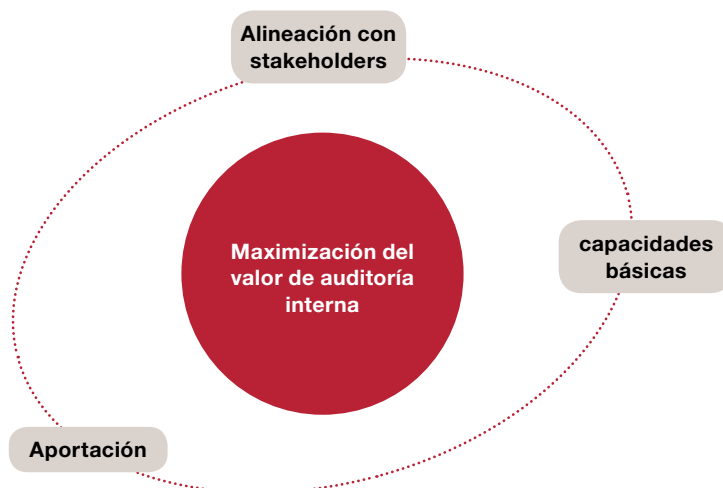 Alineación con
stakeholders
Maximización del
valor de auditoría
interna
capacidades
básicas
Aportación